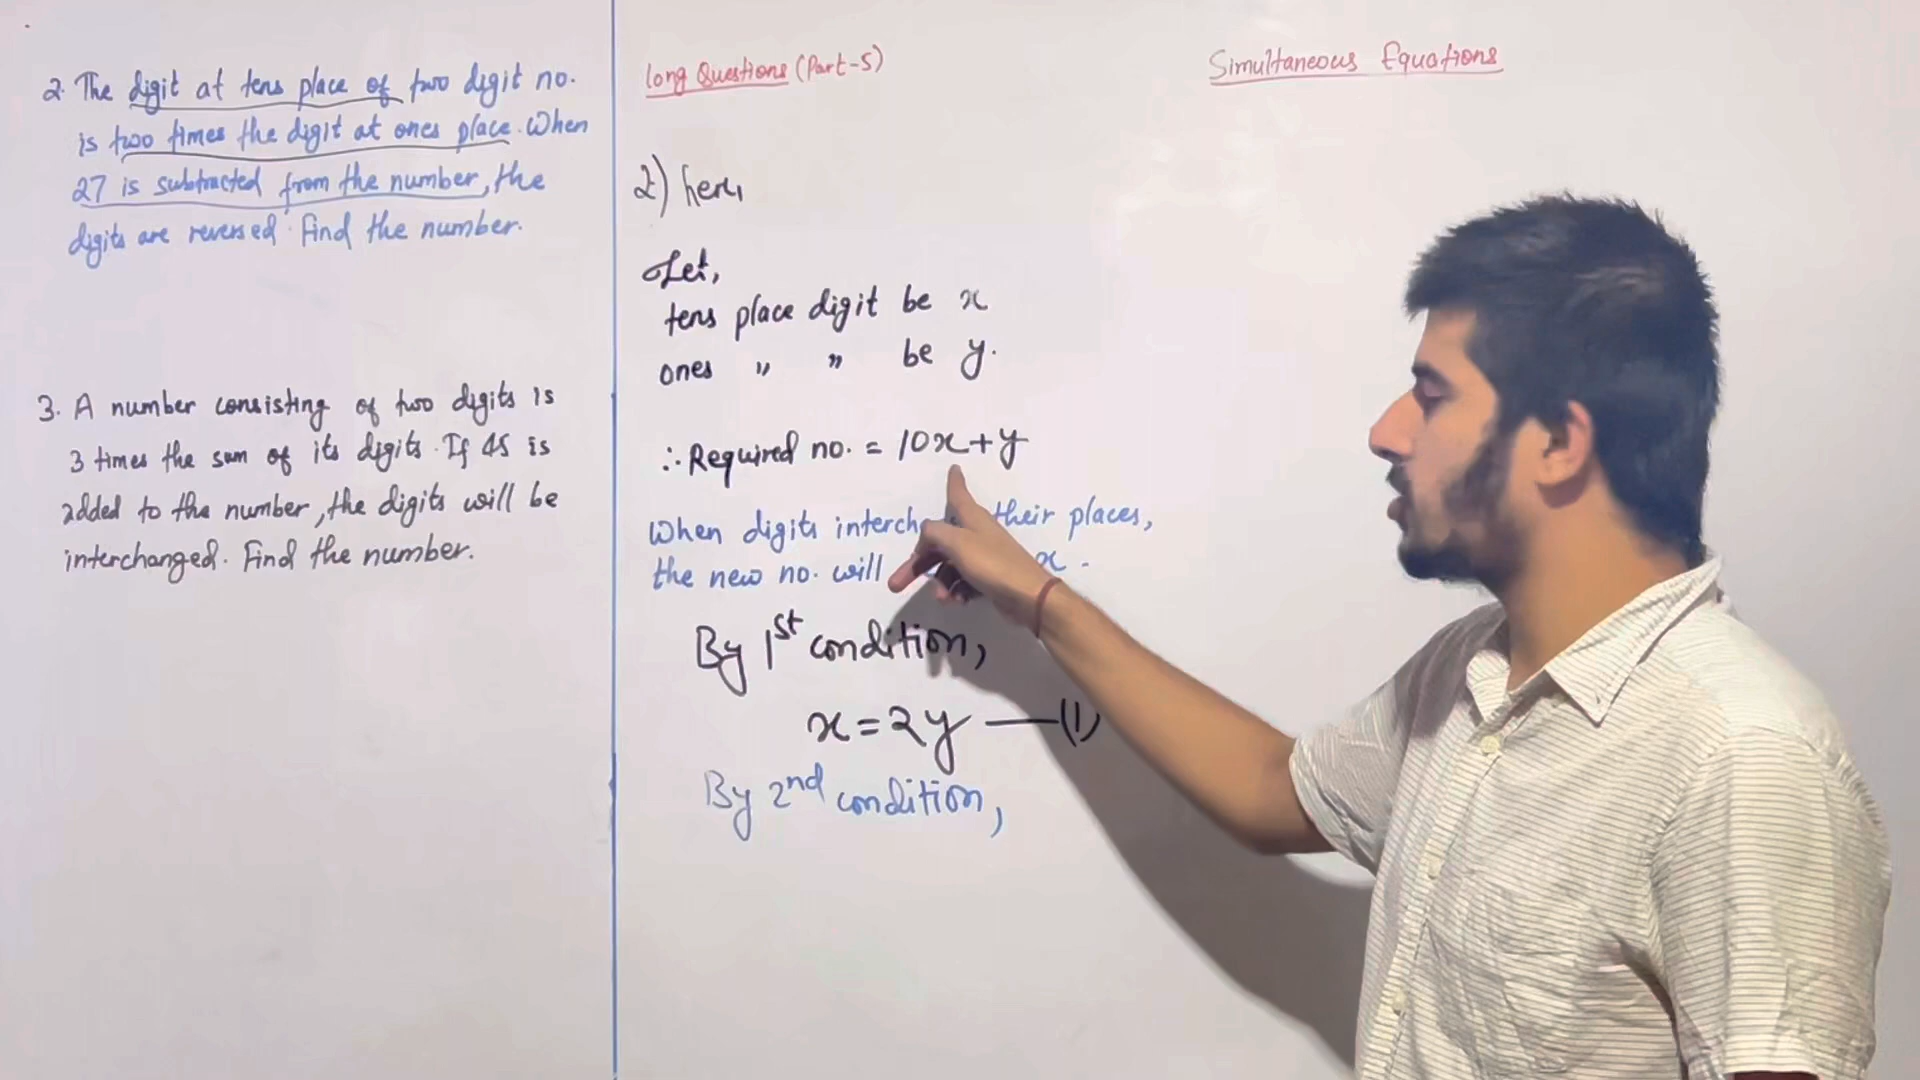 2. The digit at tens place of two digit no.
is two times the digit at ones place. When
27 is subtracted from the number, the
digits are reversed. Find the number.
3. A number consisting of two digits is
3 times the sum of its digits. If 45 is
added to the number, the digits will be
interchanged. Find the number.
Long Questions (Part-5)
Simultaneous Equations
2) here,
Let,
tens place digit be x
ones " " be y.
∴ Required no. = 10x+y
When digits their places,
the new no. will x.
By 1st condition,
x = 2y — (1)
By 2nd condition,